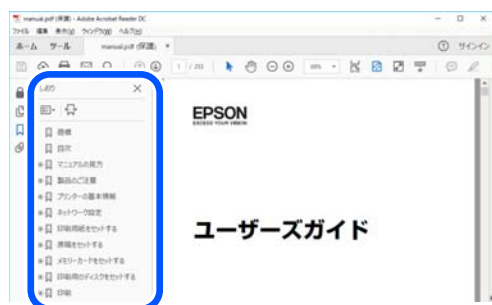 manual.pdf (保護) - Adobe Acrobat Reader DC
ファイル 編集 表示(V) ウィンドウ(W) ヘルプ(H)
ホーム ツール manual.pdf (保護) ×
サインイン
1 / 251
しおり ×
EPSON
EXCEED YOUR VISION
表紙
目次
マニュアルの見方
製品のご注意
プリンターの基本情報
ネットワーク設定
印刷用紙をセットする
原稿をセットする
メモリーカードをセットする
印刷用のディスクをセットする
印刷
ユーザーズガイド